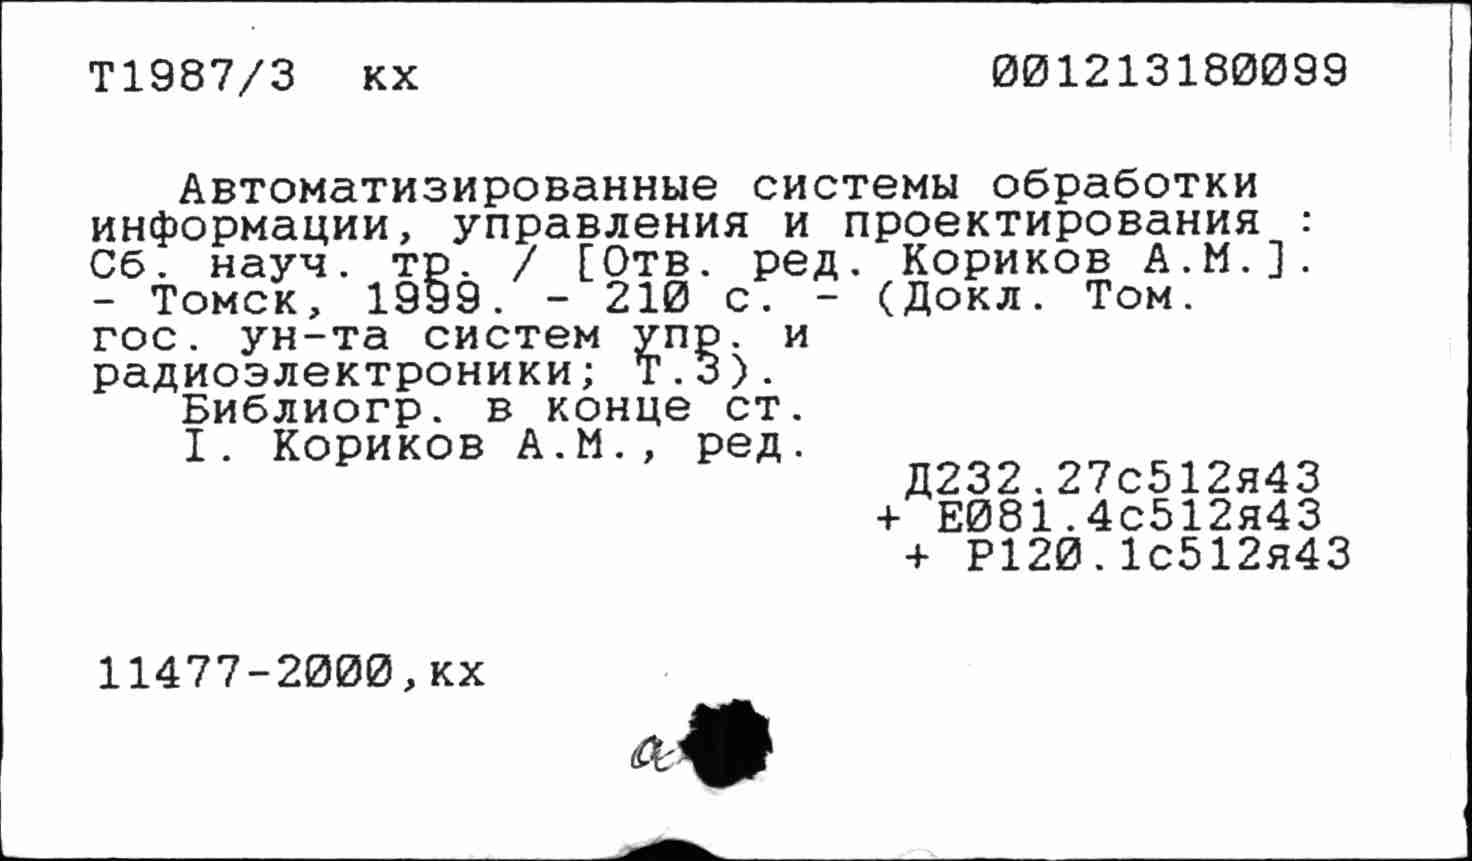 Т1987/3 кх 001213180099
Автоматизированные системы обработки
информации, управления и проектирования :
Сб. науч. тр. / [Отв. ред. Кориков А.М.].
- Томск, 1999. - 210 с. - (Докл. Том.
гос. ун-та систем упр. и
радиоэлектроники; Т.3).
Библиогр. в конце ст.
I. Кориков А.М., ред.
Д232.27с512я43
+ Е081.4с512я43
+ Р120.1с512я43
11477-2000,кх
а